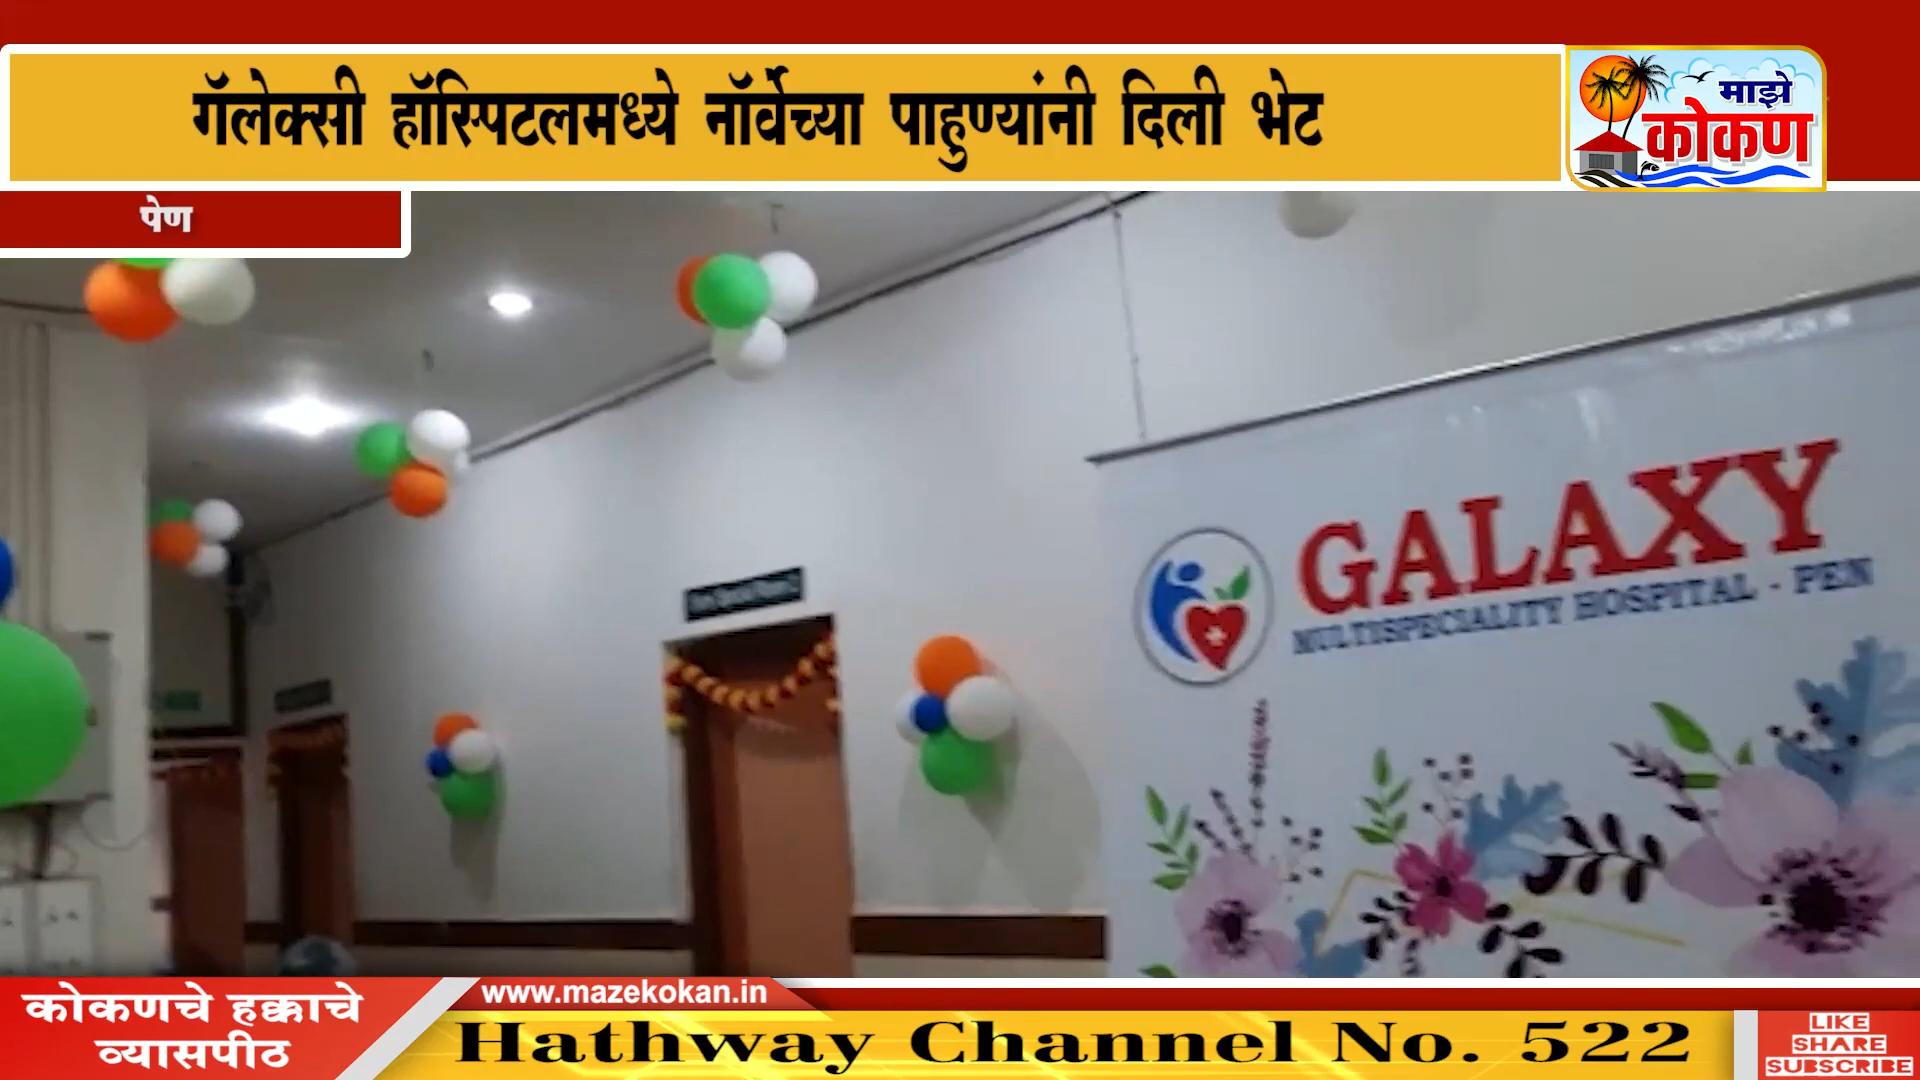 गॅलेक्सी हॉस्पिटलमध्ये नॉर्वेच्या पाहुण्यांनी दिली भेट
माझे
कोकण
पेण
GALAXY
MULTISPECIALITY HOSPITAL - PEN
कोकणचे हक्काचे
व्यासपीठ
www.mazekokan.in
Hathway Channel No. 522
LIKE
SHARE
SUBSCRIBE